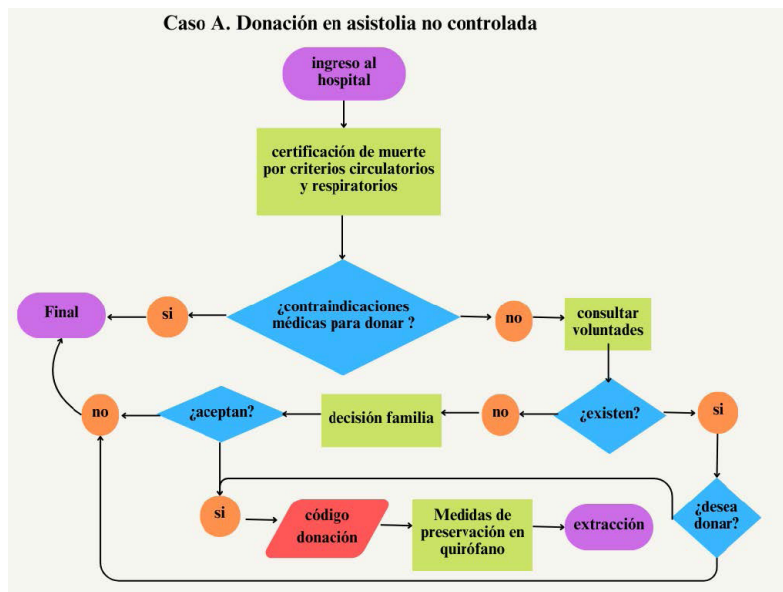 Caso A. Donación en asistolia no controlada
ingreso al
hospital
certificación de muerte
por criterios circulatorios
y respiratorios
¿contraindicaciones
médicas para donar ?
si
Final
no
consultar
voluntades
¿existen?
si
no
decisión familia
¿aceptan?
no
¿desea
donar?
si
código
donación
Medidas de
preservación en
quirófano
extracción